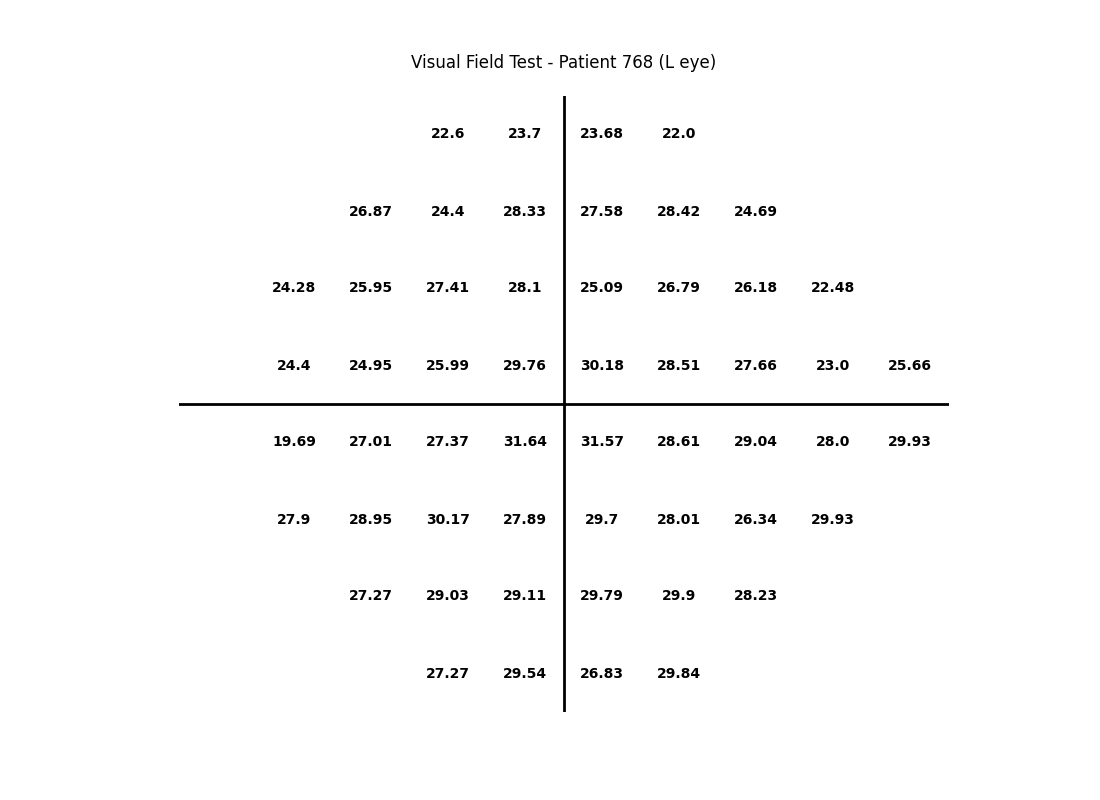 Visual Field Test - Patient 768 (L eye)
22.6 23.7 23.68 22.0
26.87 24.4 28.33 27.58 28.42 24.69
24.28 25.95 27.41 28.1 25.09 26.79 26.18 22.48
24.4 24.95 25.99 29.76 30.18 28.51 27.66 23.0 25.66
19.69 27.01 27.37 31.64 31.57 28.61 29.04 28.0 29.93
27.9 28.95 30.17 27.89 29.7 28.01 26.34 29.93
27.27 29.03 29.11 29.79 29.9 28.23
27.27 29.54 26.83 29.84